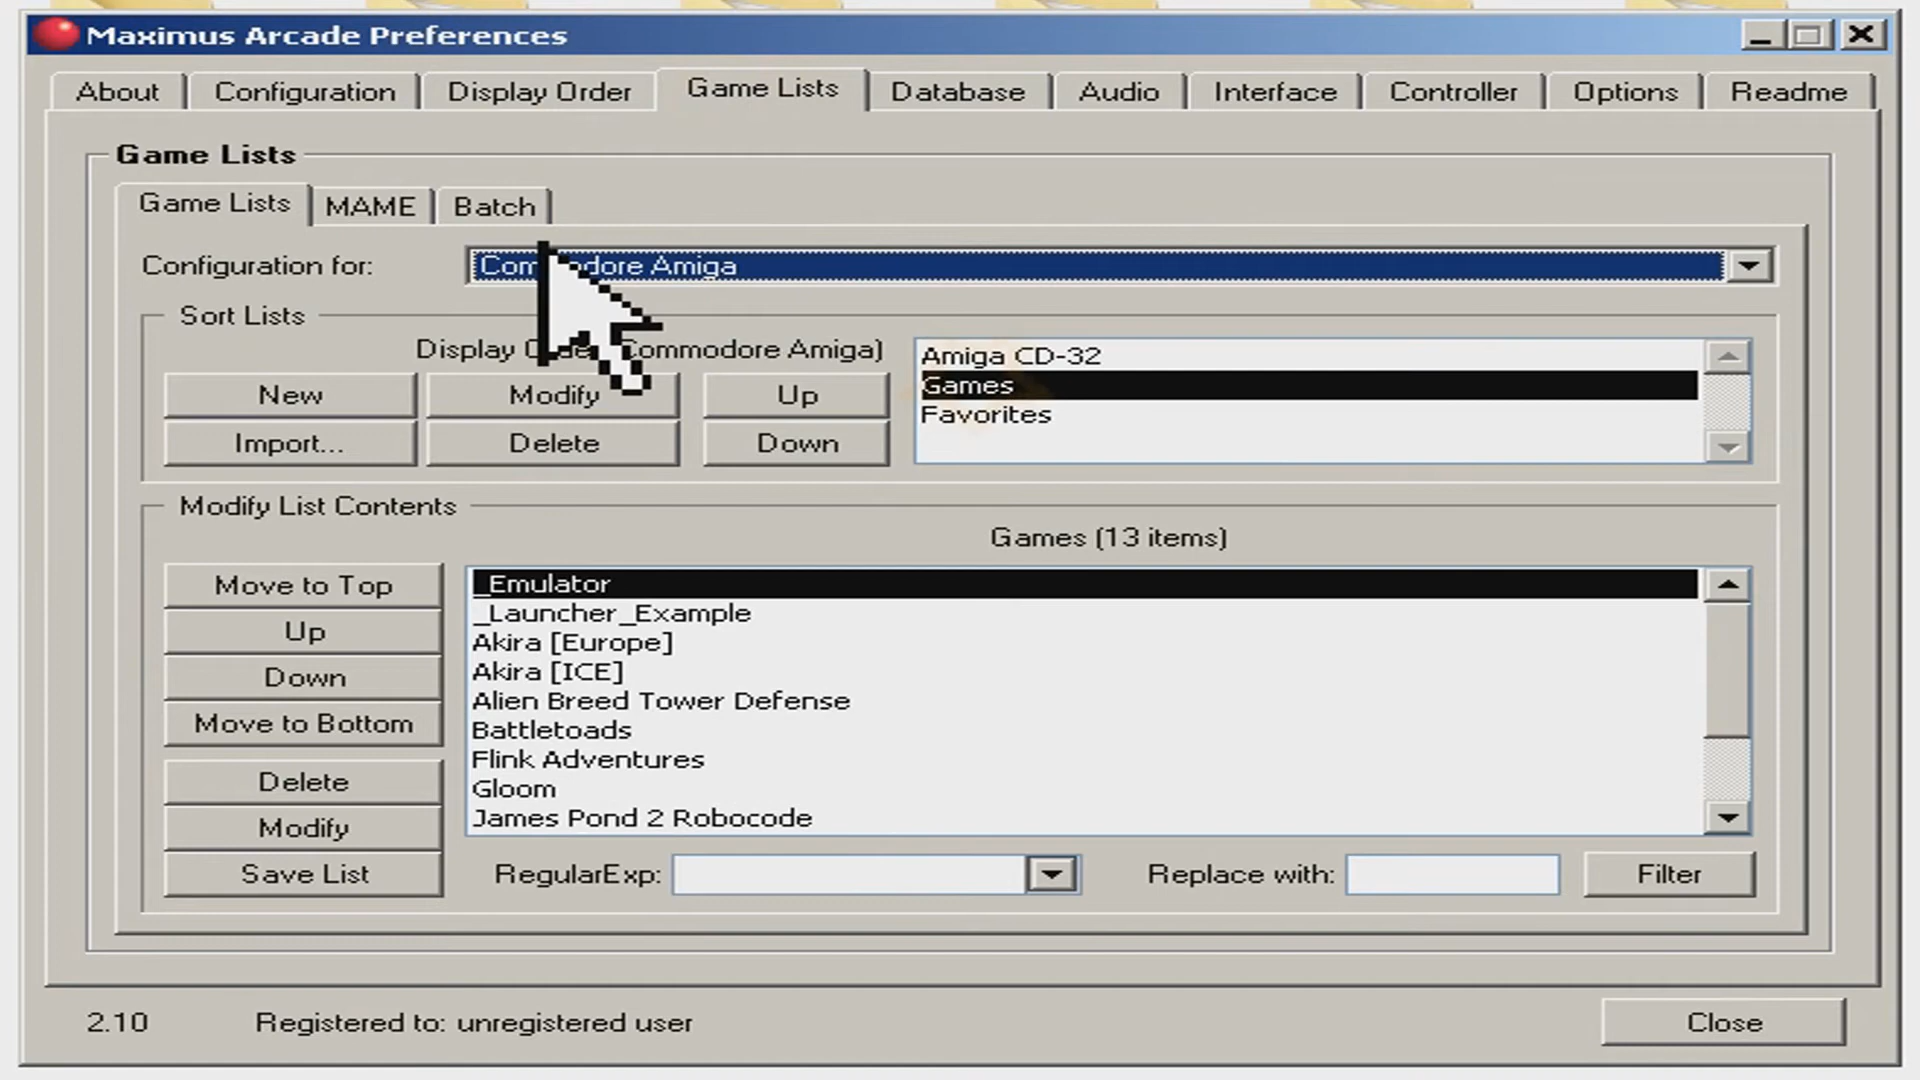 Maximus Arcade Preferences
About Configuration Display Order Game Lists Database Audio Interface Controller Options Readme
Game Lists
Game Lists MAME Batch
Configuration for: Commodore Amiga
Sort Lists
Display Order Commodore Amiga)
New Modify Up
Import... Delete Down
Amiga CD-32
Games
Favorites
Modify List Contents
Games (13 items)
Move to Top
Up
Down
Move to Bottom
Delete
Modify
Save List
_Emulator
_Launcher_Example
Akira [Europe]
Akira [ICE]
Alien Breed Tower Defense
Battletoads
Flink Adventures
Gloom
James Pond 2 Robocode
RegularExp: Replace with: Filter
2.10 Registered to: unregistered user Close